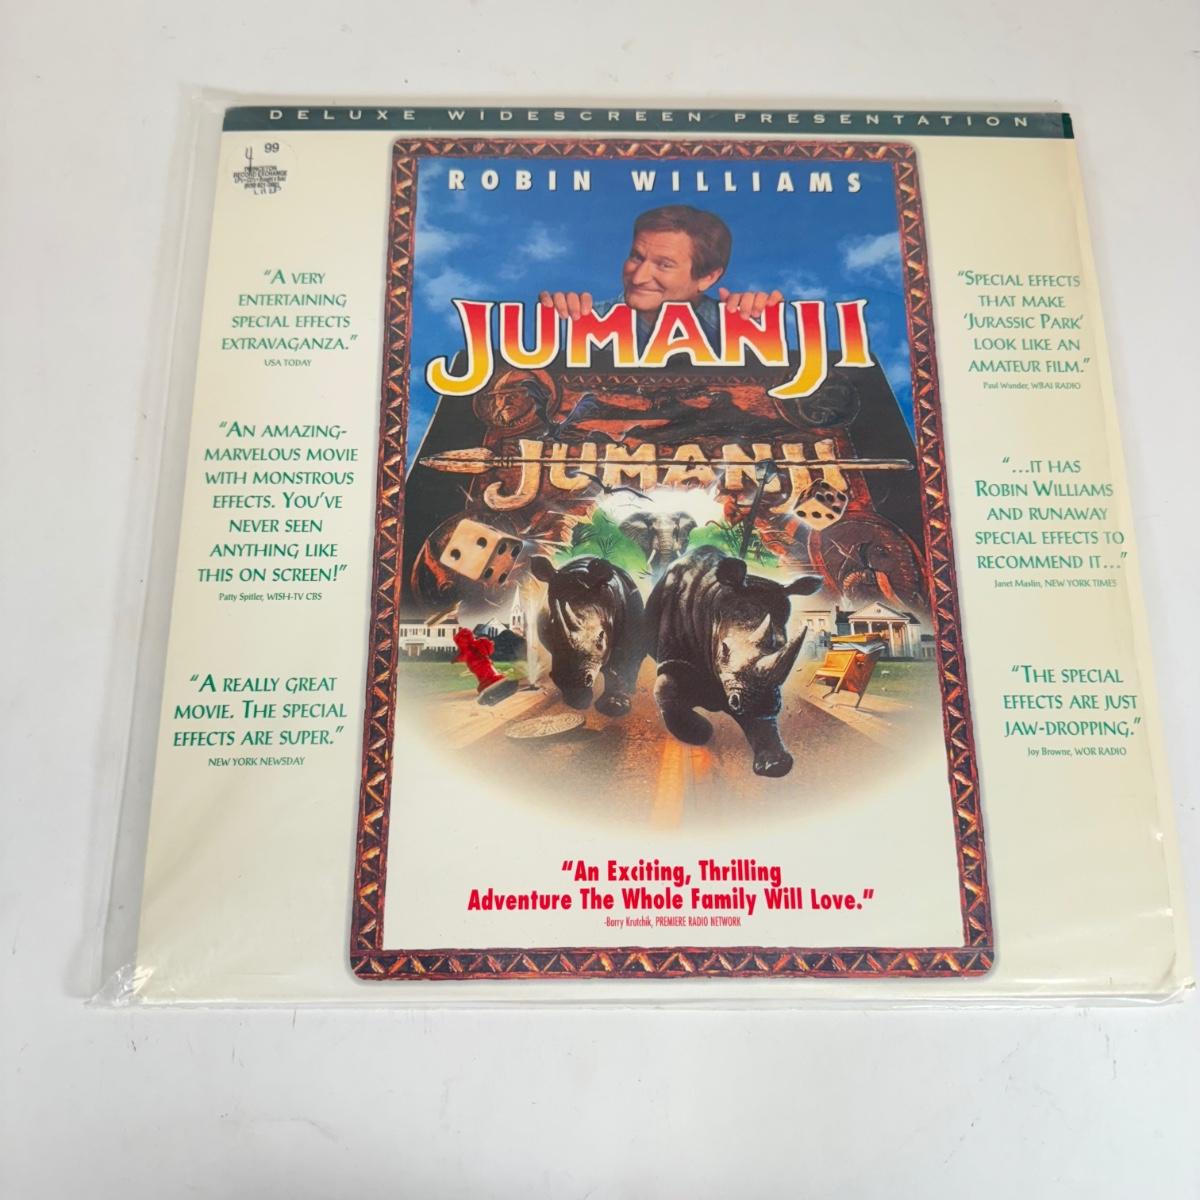 DELUXE WIDESCREEN PRESENTATION
4 99
PRINCETON
RECORD EXCHANGE
ROBIN WILLIAMS
JUMANJI
JUMANJI
“A VERY
ENTERTAINING
SPECIAL EFFECTS
EXTRAVAGANZA.”
USA TODAY
“AN AMAZING-
MARVELOUS MOVIE
WITH MONSTROUS
EFFECTS. YOU’VE
NEVER SEEN
ANYTHING LIKE
THIS ON SCREEN!”
Patty Spitler, WISH-TV CBS
“A REALLY GREAT
MOVIE. THE SPECIAL
EFFECTS ARE SUPER.”
NEW YORK NEWSDAY
“SPECIAL EFFECTS
THAT MAKE
‘JURASSIC PARK’
LOOK LIKE AN
AMATEUR FILM.”
Paul Wunder, WBAI RADIO
“...IT HAS
ROBIN WILLIAMS
AND RUNAWAY
SPECIAL EFFECTS TO
RECOMMEND IT...”
Janet Maslin, NEW YORK TIMES
“THE SPECIAL
EFFECTS ARE JUST
JAW-DROPPING.”
Joy Browne, WOR RADIO
“An Exciting, Thrilling
Adventure The Whole Family Will Love.”
-Barry Krutchik, PREMIERE RADIO NETWORK